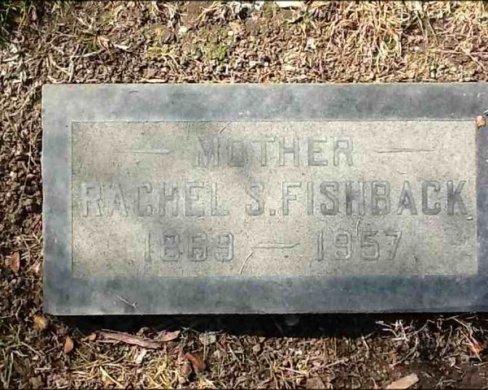 — MOTHER —
RACHEL S. FISHBACK
1869 — 1957